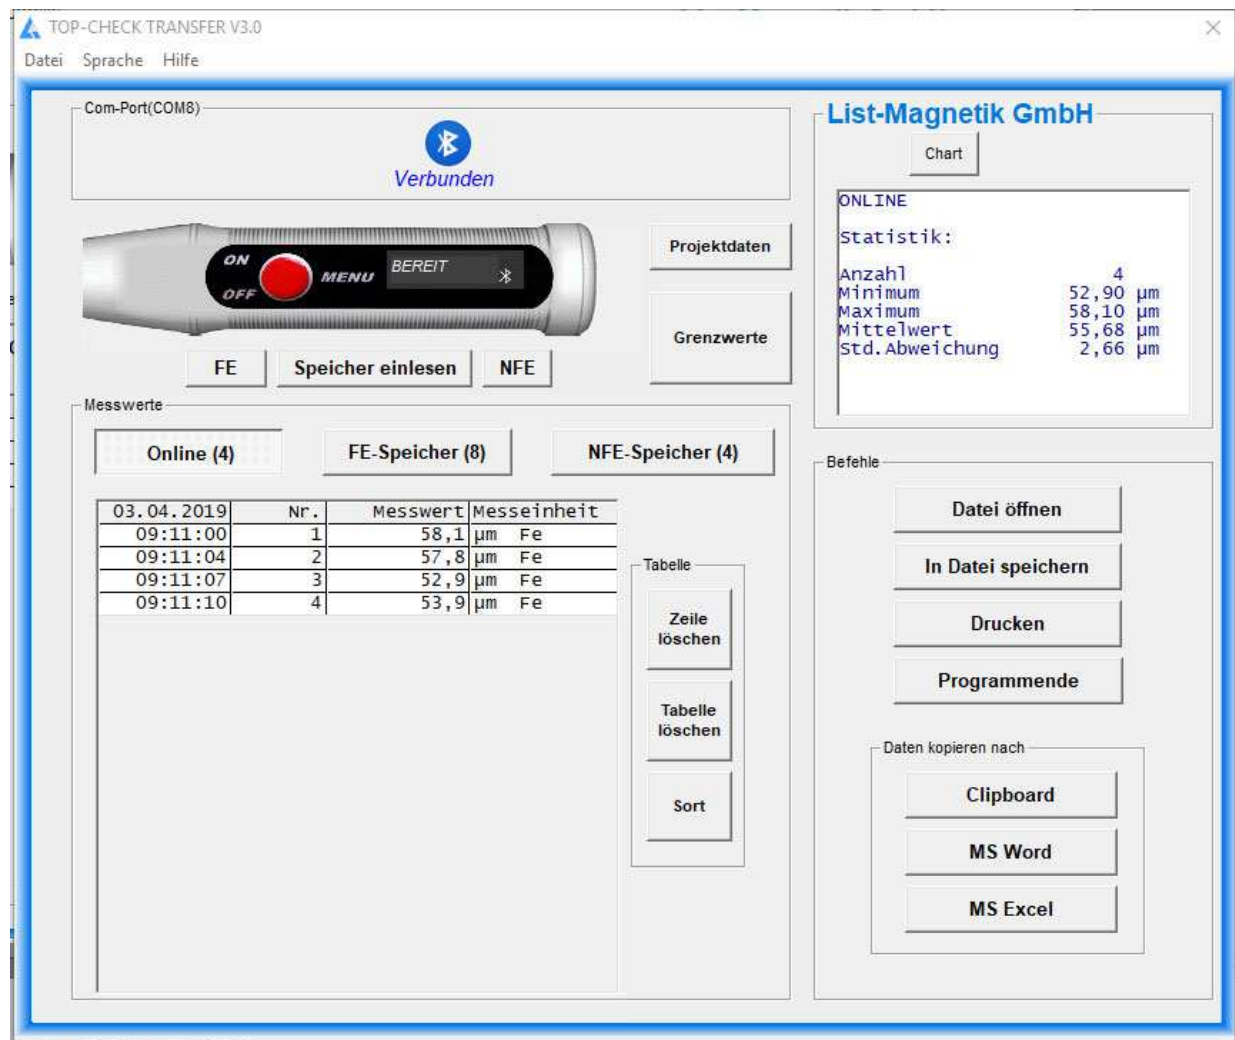 TOP-CHECK TRANSFER V3.0
Datei Sprache Hilfe
Com-Port(COM8)
Verbunden
ON
OFF
MENU
BEREIT
FE
Speicher einlesen
NFE
Projektdaten
Grenzwerte
List-Magnetik GmbH
Chart
ONLINE
Statistik:
Anzahl 4
Minimum 52,90 µm
Maximum 58,10 µm
Mittelwert 55,68 µm
Std.Abweichung 2,66 µm
Messwerte
Online (4)
FE-Speicher (8)
NFE-Speicher (4)
03.04.2019 Nr. Messwert Messeinheit
09:11:00 1 58,1 µm Fe
09:11:04 2 57,8 µm Fe
09:11:07 3 52,9 µm Fe
09:11:10 4 53,9 µm Fe
Tabelle
Zeile
löschen
Tabelle
löschen
Sort
Befehle
Datei öffnen
In Datei speichern
Drucken
Programmende
Daten kopieren nach
Clipboard
MS Word
MS Excel